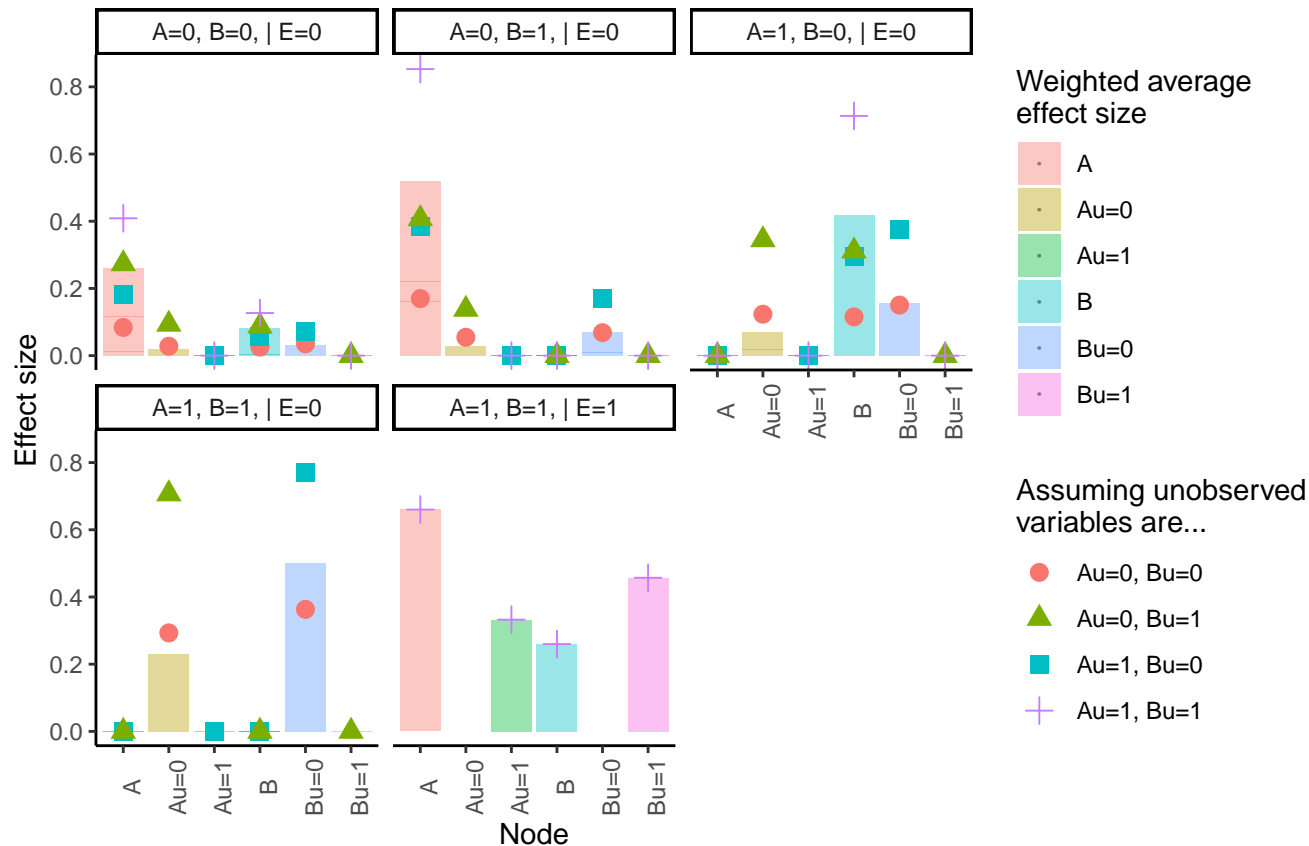 A=0, B=0, | E=0
A=0, B=1, | E=0
A=1, B=0, | E=0
0.8
0.6
0.4
0.2
0.0
A
Au=0
Au=1
B
Bu=0
Bu=1
A=1, B=1, | E=0
A=1, B=1, | E=1
0.8
0.6
0.4
0.2
0.0
A
Au=0
Au=1
B
Bu=0
Bu=1
A
Au=0
Au=1
B
Bu=0
Bu=1
Effect size
Node
Weighted average
effect size
A
Au=0
Au=1
B
Bu=0
Bu=1
Assuming unobserved
variables are...
Au=0, Bu=0
Au=0, Bu=1
Au=1, Bu=0
Au=1, Bu=1